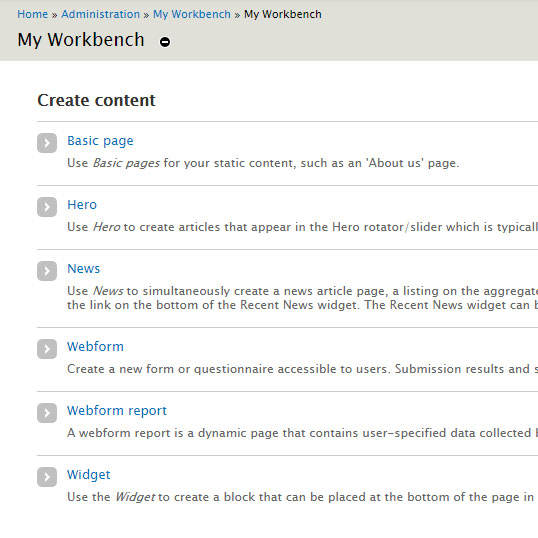 Home » Administration » My Workbench » My Workbench
My Workbench
Create content
Basic page
Use Basic pages for your static content, such as an 'About us' page.
Hero
Use Hero to create articles that appear in the Hero rotator/slider which is
News
Use News to simultaneously create a news article page, a listing on the
the link on the bottom of the Recent News widget. The Recent News widget can
Webform
Create a new form or questionnaire accessible to users. Submission results and
Webform report
A webform report is a dynamic page that contains user-specified data collected
Widget
Use the Widget to create a block that can be placed at the bottom of the page in